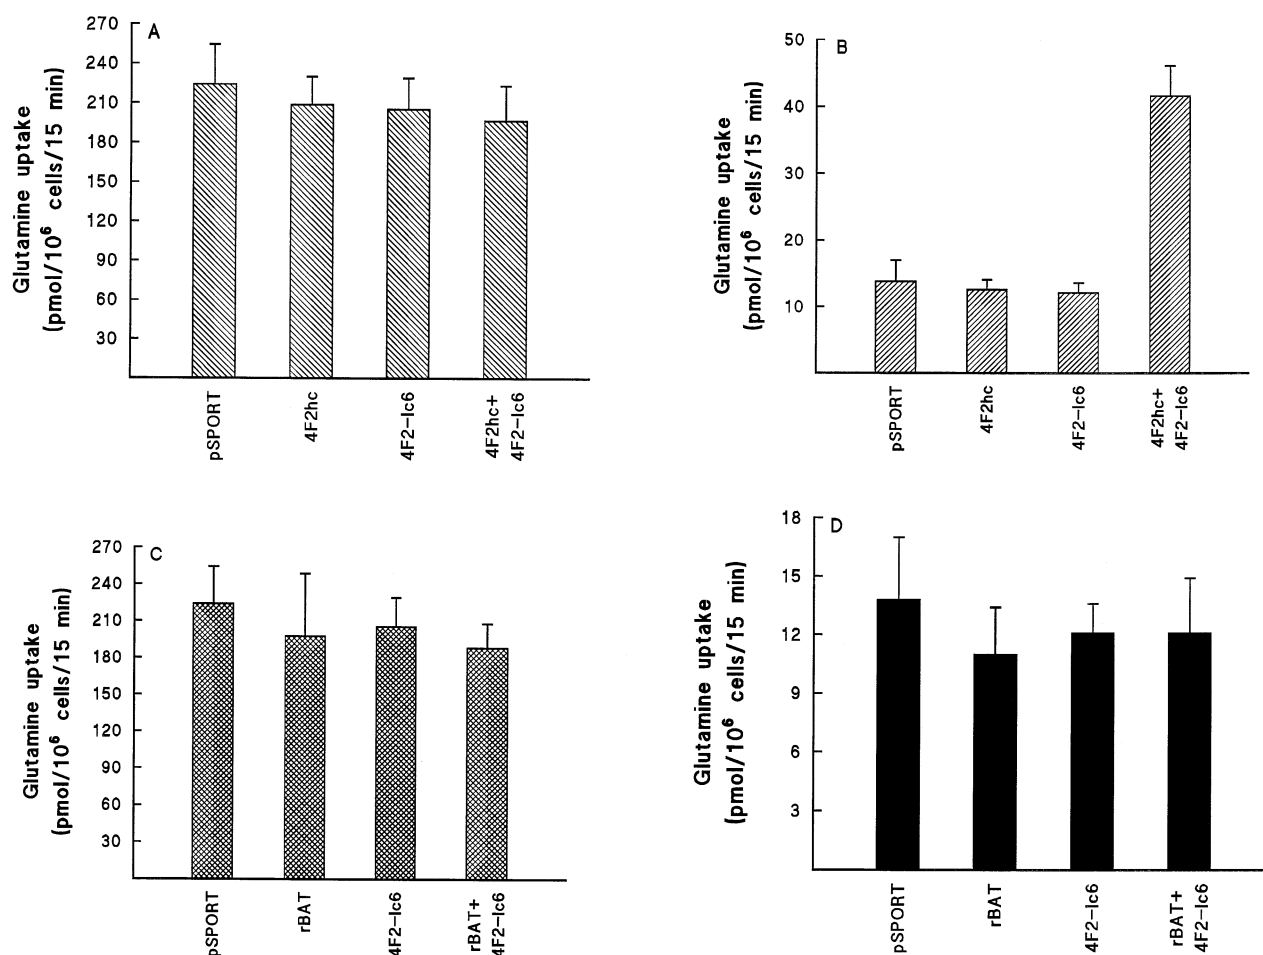 A
Glutamine uptake
(pmol/10⁶ cells/15 min)
270
240
210
180
150
120
90
60
30
pSPORT
4F2hc
4F2-lc6
4F2hc+
4F2-lc6
B
Glutamine uptake
(pmol/10⁶ cells/15 min)
50
40
30
20
10
pSPORT
4F2hc
4F2-lc6
4F2hc+
4F2-lc6
C
Glutamine uptake
(pmol/10⁶ cells/15 min)
270
240
210
180
150
120
90
60
30
pSPORT
rBAT
4F2-lc6
rBAT+
4F2-lc6
D
Glutamine uptake
(pmol/10⁶ cells/15 min)
18
15
12
9
6
3
pSPORT
rBAT
4F2-lc6
rBAT+
4F2-lc6